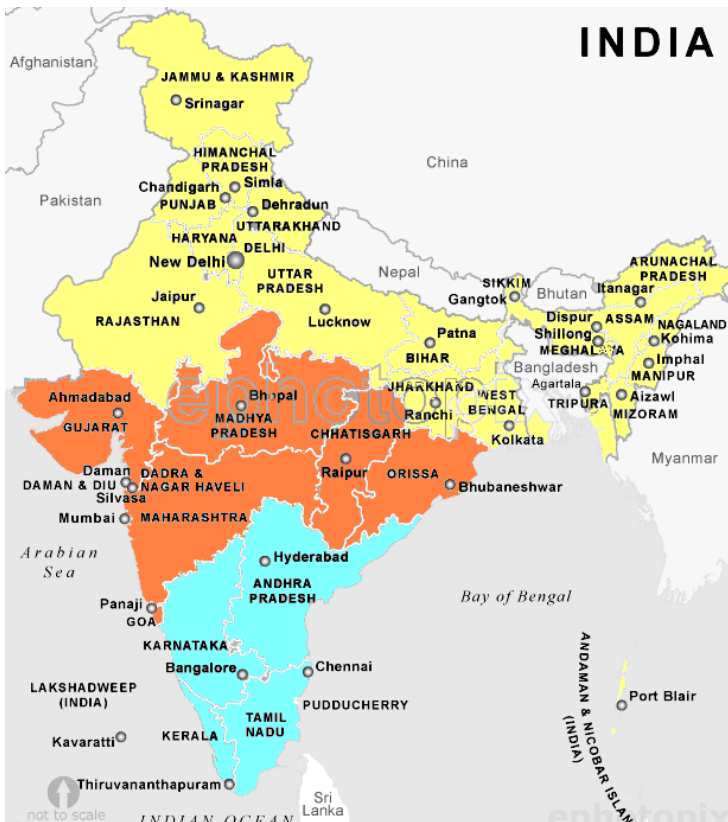 INDIA
Afghanistan
JAMMU & KASHMIR
Srinagar
HIMANCHAL
PRADESH
China
Chandigarh
Simla
Pakistan
PUNJAB
Dehradun
UTTARAKHAND
HARYANA
DELHI
New Delhi
UTTAR
PRADESH
Nepal
SIKKIM
Gangtok
Bhutan
ARUNACHAL
PRADESH
Itanagar
Jaipur
RAJASTHAN
Lucknow
Dispur
ASSAM
NAGALAND
Patna
Shillong
Kohima
BIHAR
MEGHALAYA
Imphal
Bangladesh
MANIPUR
Ahmadabad
Bhopal
JHARKHAND
WEST
BENGAL
Agartala
Aizawl
GUJARAT
MADHYA
PRADESH
Ranchi
TRIPURA
MIZORAM
CHHATISGARH
Kolkata
Myanmar
Daman
DADRA &
NAGAR HAVELI
Raipur
ORISSA
DAMAN & DIU
Silvasa
Bhubaneshwar
Mumbai
MAHARASHTRA
Arabian
Sea
Hyderabad
ANDHRA
PRADESH
Bay of Bengal
Panaji
GOA
KARNATAKA
Bangalore
Chennai
ANDAMAN & NICOBAR ISLAN
(INDIA)
LAKSHADWEEP
(INDIA)
PUDDUCHERRY
Port Blair
TAMIL
NADU
KERALA
Kavaratti
Thiruvananthapuram
Sri
Lanka
not to scale
INDIAN OCEAN
ephotopix
ephotopix